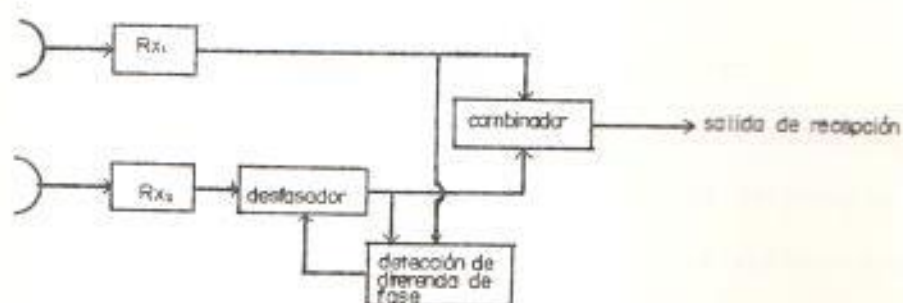 Rx₁
combinador
salida de recepción
Rx₂
desfasador
detección de
diferencia de
fase